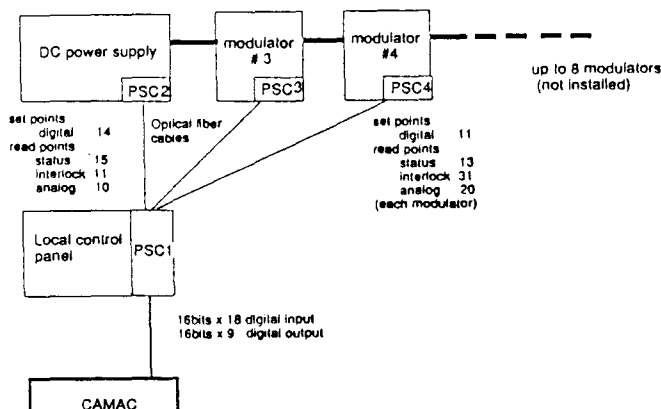 DC power supply
PSC2
modulator
# 3
PSC3
modulator
#4
PSC4
up to 8 modulators
(not installed)
set points
digital 14
read points
status 15
interlock 11
analog 10
Optical fiber
cables
set points
digital 11
read points
status 13
interlock 31
analog 20
(each modulator)
Local control
panel
PSC1
16bits x 18 digital input
16bits x 9 digital output
CAMAC